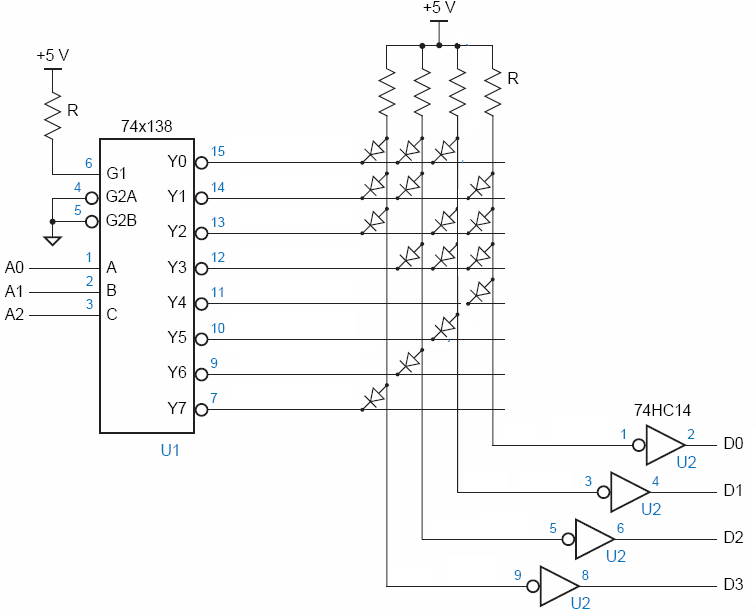 +5 V
+5 V
R
R
74x138
6 G1
4 G2A
5 G2B
A0 1 A
A1 2 B
A2 3 C
Y0 15
Y1 14
Y2 13
Y3 12
Y4 11
Y5 10
Y6 9
Y7 7
U1
74HC14
1 2 D0
U2
3 4 D1
U2
5 6 D2
U2
9 8 D3
U2